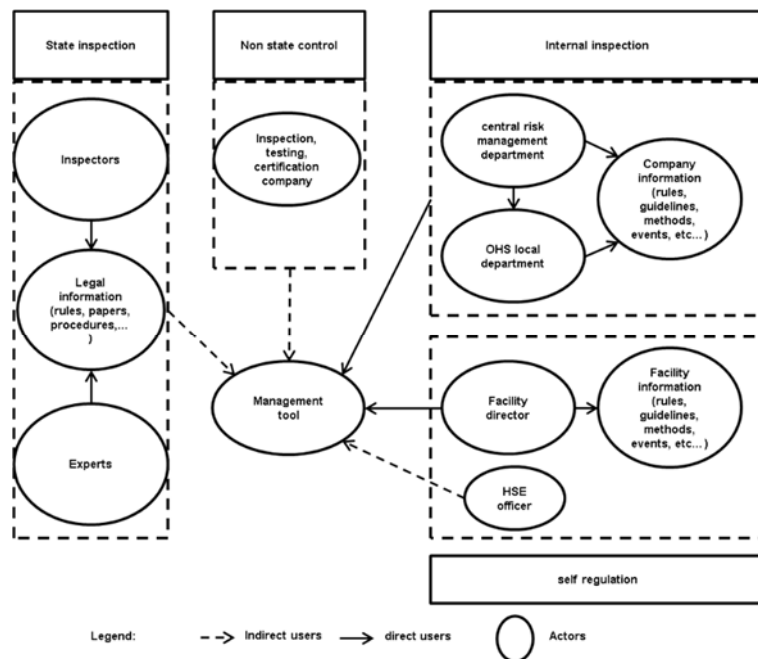 State inspection
Non state control
Internal inspection
Inspectors
Inspection,
testing,
certification
company
central risk
management
department
Company
information
(rules,
guidelines,
methods,
events, etc...)
OHS local
department
Legal
information
(rules, papers,
procedures,...
)
Management
tool
Facility
director
Facility
information
(rules,
guidelines,
methods,
events, etc...)
Experts
HSE
officer
self regulation
Legend:
Indirect users
direct users
Actors